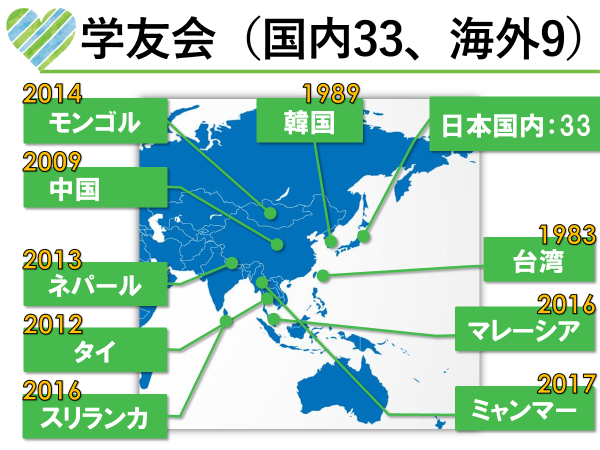 学友会（国内33、海外9）
2014
モンゴル
1989
韓国
日本国内：33
2009
中国
1983
台湾
2013
ネパール
2016
マレーシア
2012
タイ
2017
ミャンマー
2016
スリランカ